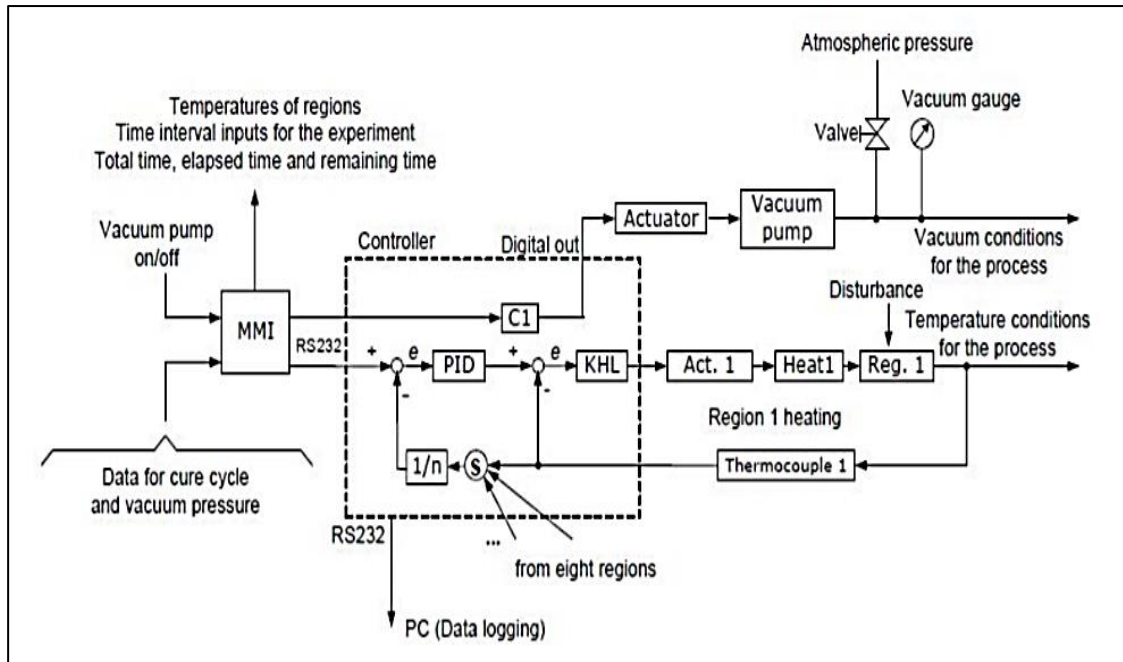 Atmospheric pressure
Temperatures of regions
Time interval inputs for the experiment
Total time, elapsed time and remaining time
Vacuum gauge
Valve
Vacuum pump
on/off
Controller
Digital out
Actuator
Vacuum
pump
Vacuum conditions
for the process
MMI
C1
Disturbance
Temperature conditions
for the process
RS232
+
e
PID
+
e
KHL
Act. 1
Heat1
Reg. 1
-
-
Region 1 heating
1/n
S
Thermocouple 1
Data for cure cycle
and vacuum pressure
RS232
...
from eight regions
PC (Data logging)